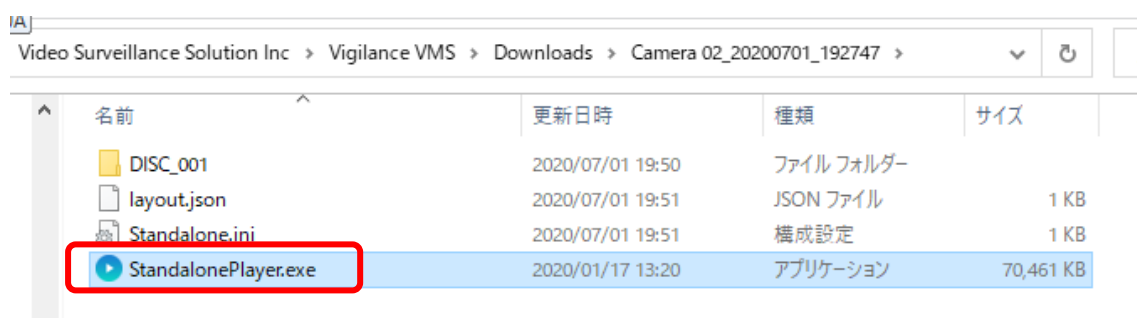 Video Surveillance Solution Inc > Vigilance VMS > Downloads > Camera 02_20200701_192747 >
名前 更新日時 種類 サイズ
DISC_001 2020/07/01 19:50 ファイル フォルダー
layout.json 2020/07/01 19:51 JSON ファイル 1 KB
Standalone.ini 2020/07/01 19:51 構成設定 1 KB
StandalonePlayer.exe 2020/01/17 13:20 アプリケーション 70,461 KB